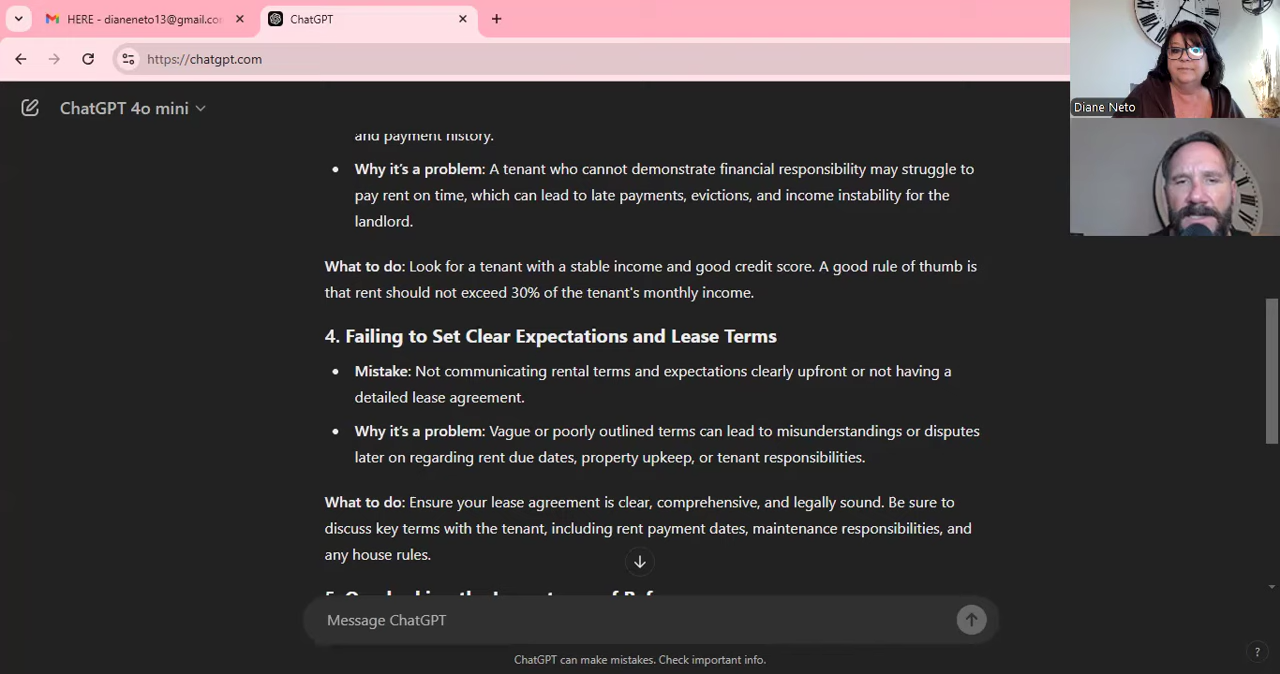 HERE - dianeneto13@gmail.co
ChatGPT
https://chatgpt.com
ChatGPT 4o mini
and payment history.
Why it's a problem: A tenant who cannot demonstrate financial responsibility may struggle to
pay rent on time, which can lead to late payments, evictions, and income instability for the
landlord.
What to do: Look for a tenant with a stable income and good credit score. A good rule of thumb is
that rent should not exceed 30% of the tenant's monthly income.
4. Failing to Set Clear Expectations and Lease Terms
Mistake: Not communicating rental terms and expectations clearly upfront or not having a
detailed lease agreement.
Why it's a problem: Vague or poorly outlined terms can lead to misunderstandings or disputes
later on regarding rent due dates, property upkeep, or tenant responsibilities.
What to do: Ensure your lease agreement is clear, comprehensive, and legally sound. Be sure to
discuss key terms with the tenant, including rent payment dates, maintenance responsibilities, and
any house rules.
Message ChatGPT
ChatGPT can make mistakes. Check important info.
?
Diane Neto